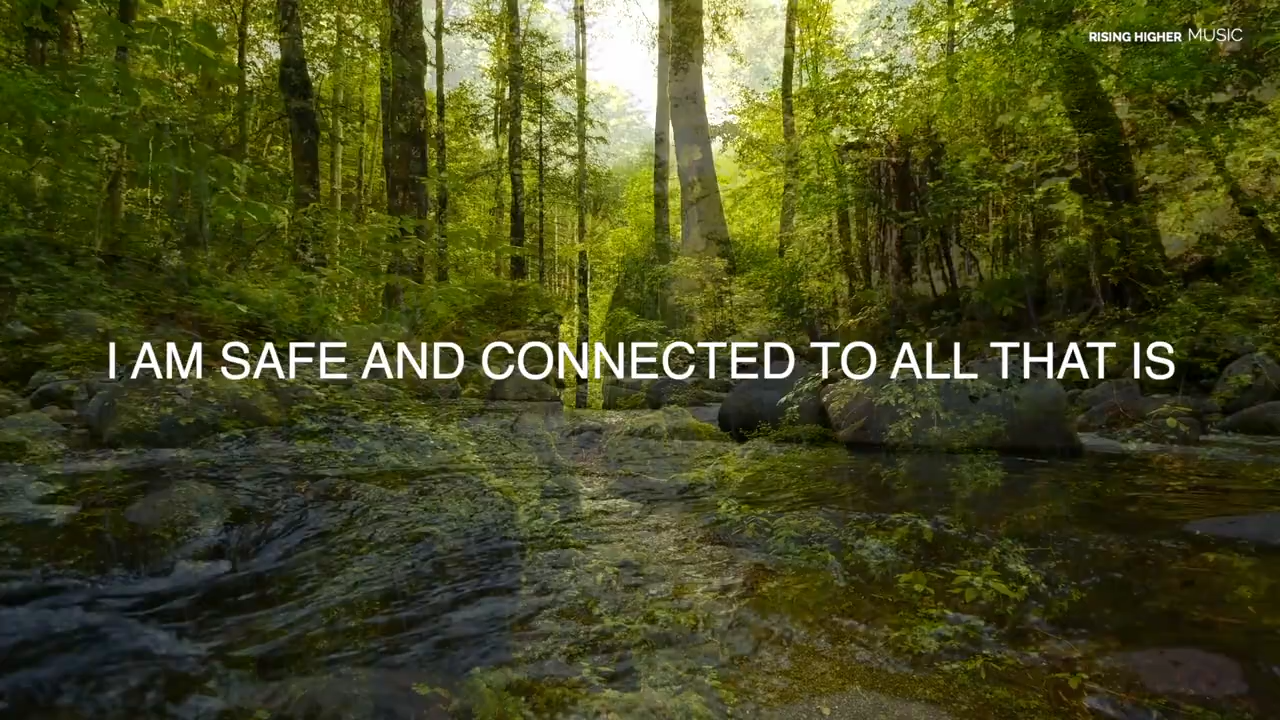 RISING HIGHER MUSIC
I AM SAFE AND CONNECTED TO ALL THAT IS